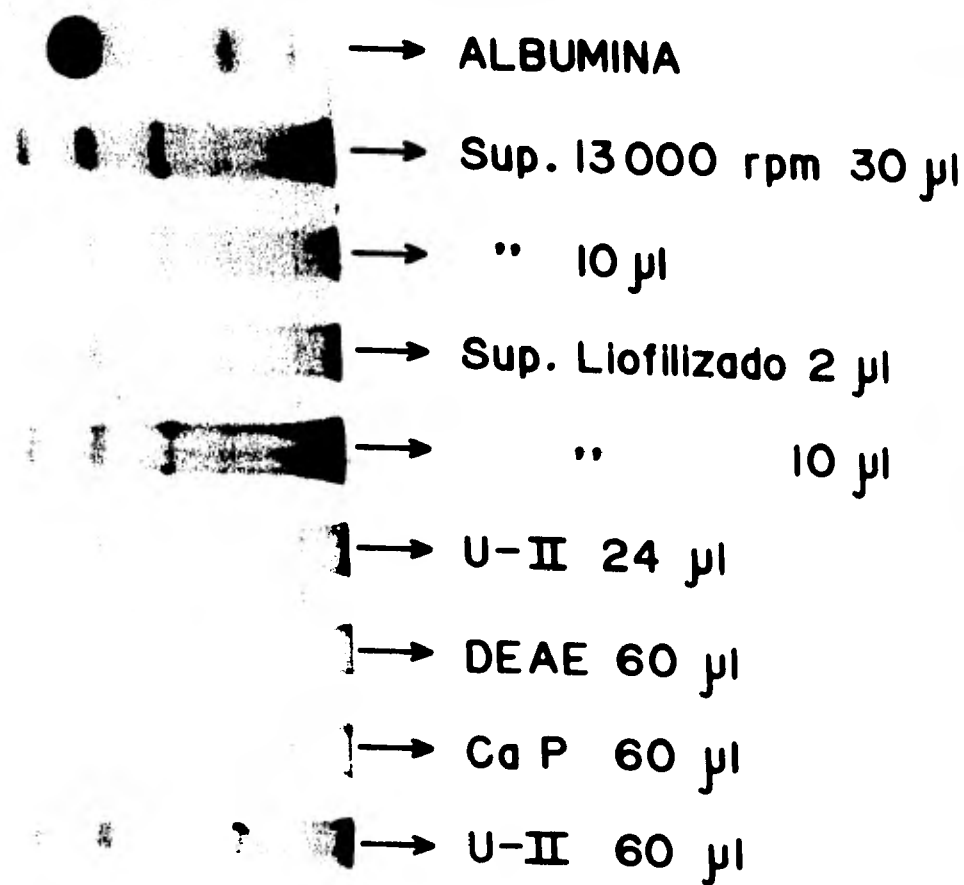 ALBUMINA
Sup. 13000 rpm 30 µl
" 10 µl
Sup. Liofilizado 2 µl
" 10 µl
U-II 24 µl
DEAE 60 µl
Ca P 60 µl
U-II 60 µl